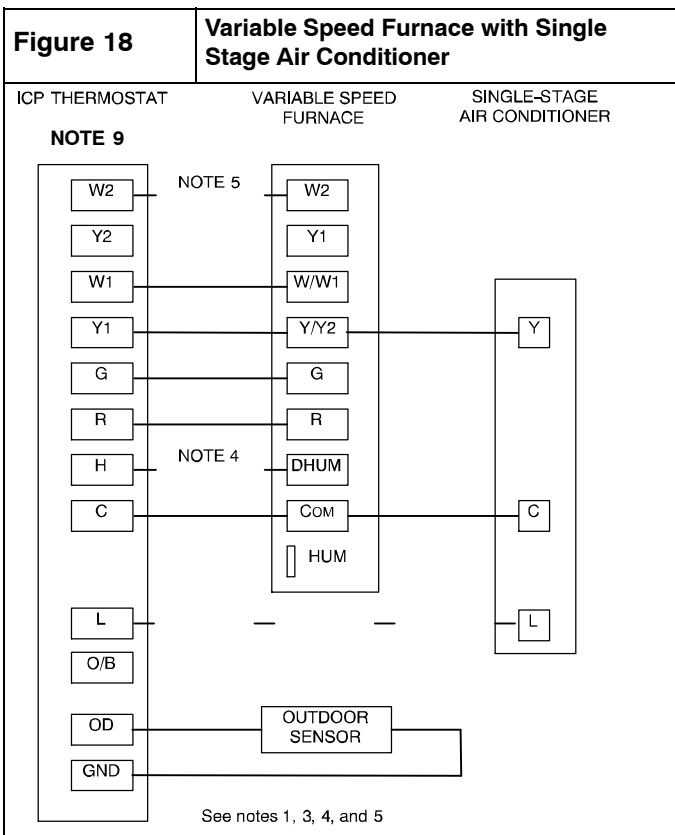 Figure 18
Variable Speed Furnace with Single
Stage Air Conditioner
ICP THERMOSTAT
VARIABLE SPEED
FURNACE
SINGLE-STAGE
AIR CONDITIONER
NOTE 9
W2 NOTE 5 W2
Y2 Y1
W1 W/W1
Y1 Y/Y2 Y
G G
R R
H NOTE 4 DHUM
C COM C
HUM
L L
O/B
OD OUTDOOR
SENSOR
GND
See notes 1, 3, 4, and 5